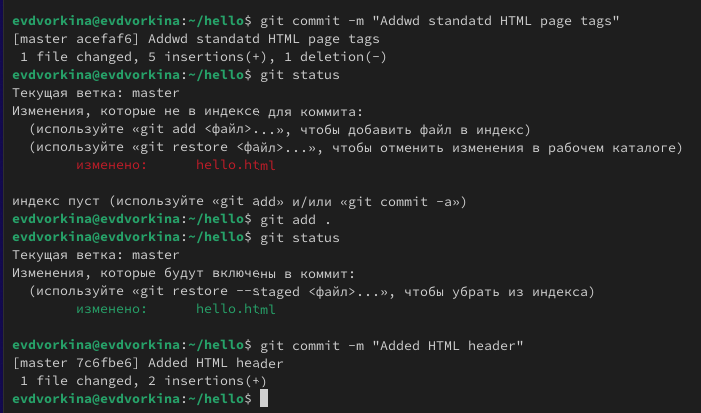 evdvorkina@evdvorkina:~/hello$ git commit -m "Addwd standatd HTML page tags"
[master acefaf6] Addwd standatd HTML page tags
 1 file changed, 5 insertions(+), 1 deletion(-)
evdvorkina@evdvorkina:~/hello$ git status
Текущая ветка: master
Изменения, которые не в индексе для коммита:
  (используйте «git add <файл>...», чтобы добавить файл в индекс)
  (используйте «git restore <файл>...», чтобы отменить изменения в рабочем каталоге)
        изменено:      hello.html

индекс пуст (используйте «git add» и/или «git commit -a»)
evdvorkina@evdvorkina:~/hello$ git add .
evdvorkina@evdvorkina:~/hello$ git status
Текущая ветка: master
Изменения, которые будут включены в коммит:
  (используйте «git restore --staged <файл>...», чтобы убрать из индекса)
        изменено:      hello.html

evdvorkina@evdvorkina:~/hello$ git commit -m "Added HTML header"
[master 7c6fbe6] Added HTML header
 1 file changed, 2 insertions(+)
evdvorkina@evdvorkina:~/hello$